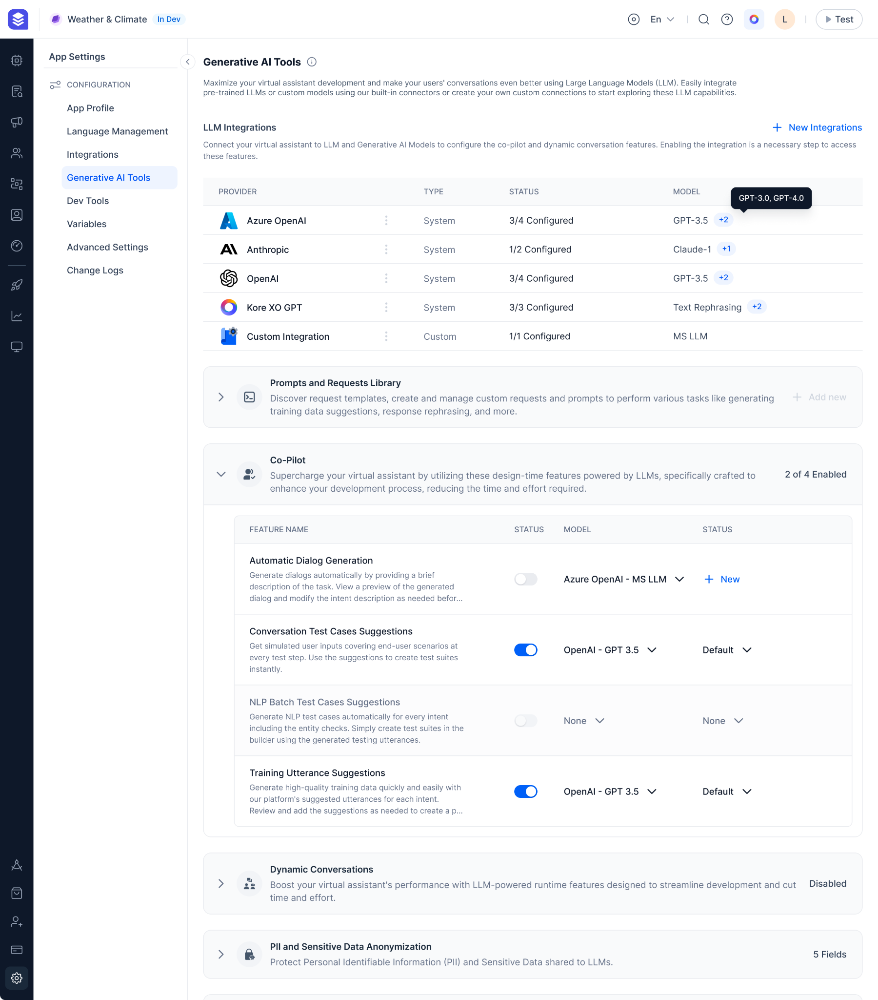 Weather & Climate
In Dev
En
L
Test
App Settings
CONFIGURATION
App Profile
Language Management
Integrations
Generative AI Tools
Dev Tools
Variables
Advanced Settings
Change Logs
Generative AI Tools
Maximize your virtual assistant development and make your users' conversations even better using Large Language Models (LLM). Easily integrate
pre-trained LLMs or custom models using our built-in connectors or create your own custom connections to start exploring these LLM capabilities.
LLM Integrations
New Integrations
Connect your virtual assistant to LLM and Generative AI Models to configure the co-pilot and dynamic conversation features. Enabling the integration is a necessary step to access
these features.
PROVIDER TYPE STATUS MODEL
GPT-3.0, GPT-4.0
Azure OpenAI System 3/4 Configured GPT-3.5 +2
Anthropic System 1/2 Configured Claude-1 +1
OpenAI System 3/4 Configured GPT-3.5 +2
Kore XO GPT System 3/3 Configured Text Rephrasing +2
Custom Integration Custom 1/1 Configured MS LLM
Prompts and Requests Library
Discover request templates, create and manage custom requests and prompts to perform various tasks like generating
training data suggestions, response rephrasing, and more.
Add new
Co-Pilot
Supercharge your virtual assistant by utilizing these design-time features powered by LLMs, specifically crafted to
enhance your development process, reducing the time and effort required.
2 of 4 Enabled
FEATURE NAME STATUS MODEL STATUS
Automatic Dialog Generation
Generate dialogs automatically by providing a brief
description of the task. View a preview of the generated
dialog and modify the intent description as needed befor...
Azure OpenAI - MS LLM
New
Conversation Test Cases Suggestions
Get simulated user inputs covering end-user scenarios at
every test step. Use the suggestions to create test suites
instantly.
OpenAI - GPT 3.5
Default
NLP Batch Test Cases Suggestions
Generate NLP test cases automatically for every intent
including the entity checks. Simply create test suites in the
builder using the generated testing utterances.
None
None
Training Utterance Suggestions
Generate high-quality training data quickly and easily with
our platform's suggested utterances for each intent.
Review and add the suggestions as needed to create a p...
OpenAI - GPT 3.5
Default
Dynamic Conversations
Boost your virtual assistant's performance with LLM-powered runtime features designed to streamline development and cut
time and effort.
Disabled
PII and Sensitive Data Anonymization
Protect Personal Identifiable Information (PII) and Sensitive Data shared to LLMs.
5 Fields